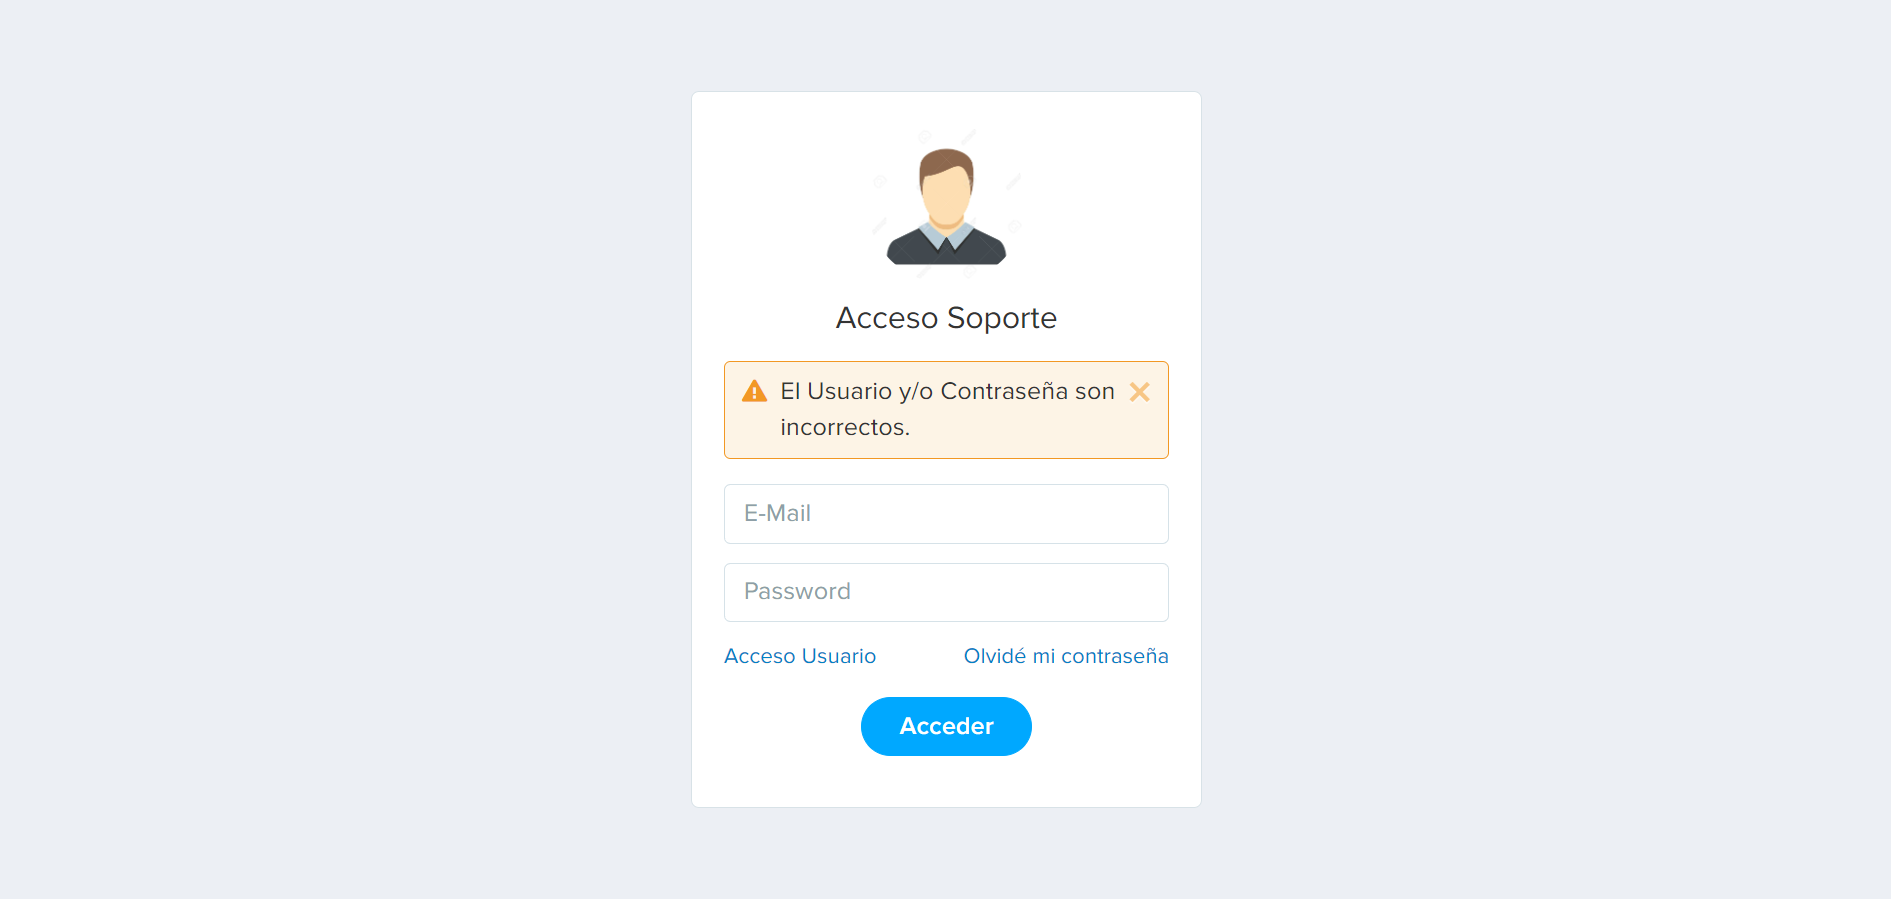 Acceso Soporte
El Usuario y/o Contraseña son
incorrectos.
E-Mail
Password
Acceso Usuario
Olvidé mi contraseña
Acceder